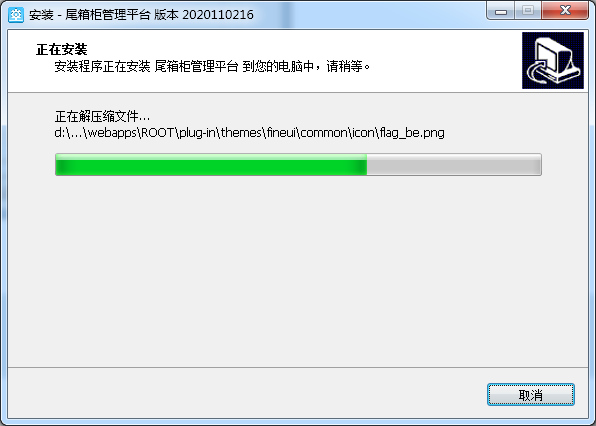 安装 - 尾箱柜管理平台 版本 2020110216
正在安装
安装程序正在安装 尾箱柜管理平台 到您的电脑中，请稍等。
正在解压缩文件...
d:\...\webapps\ROOT\plug-in\themes\fineui\common\icon\flag_be.png
取消